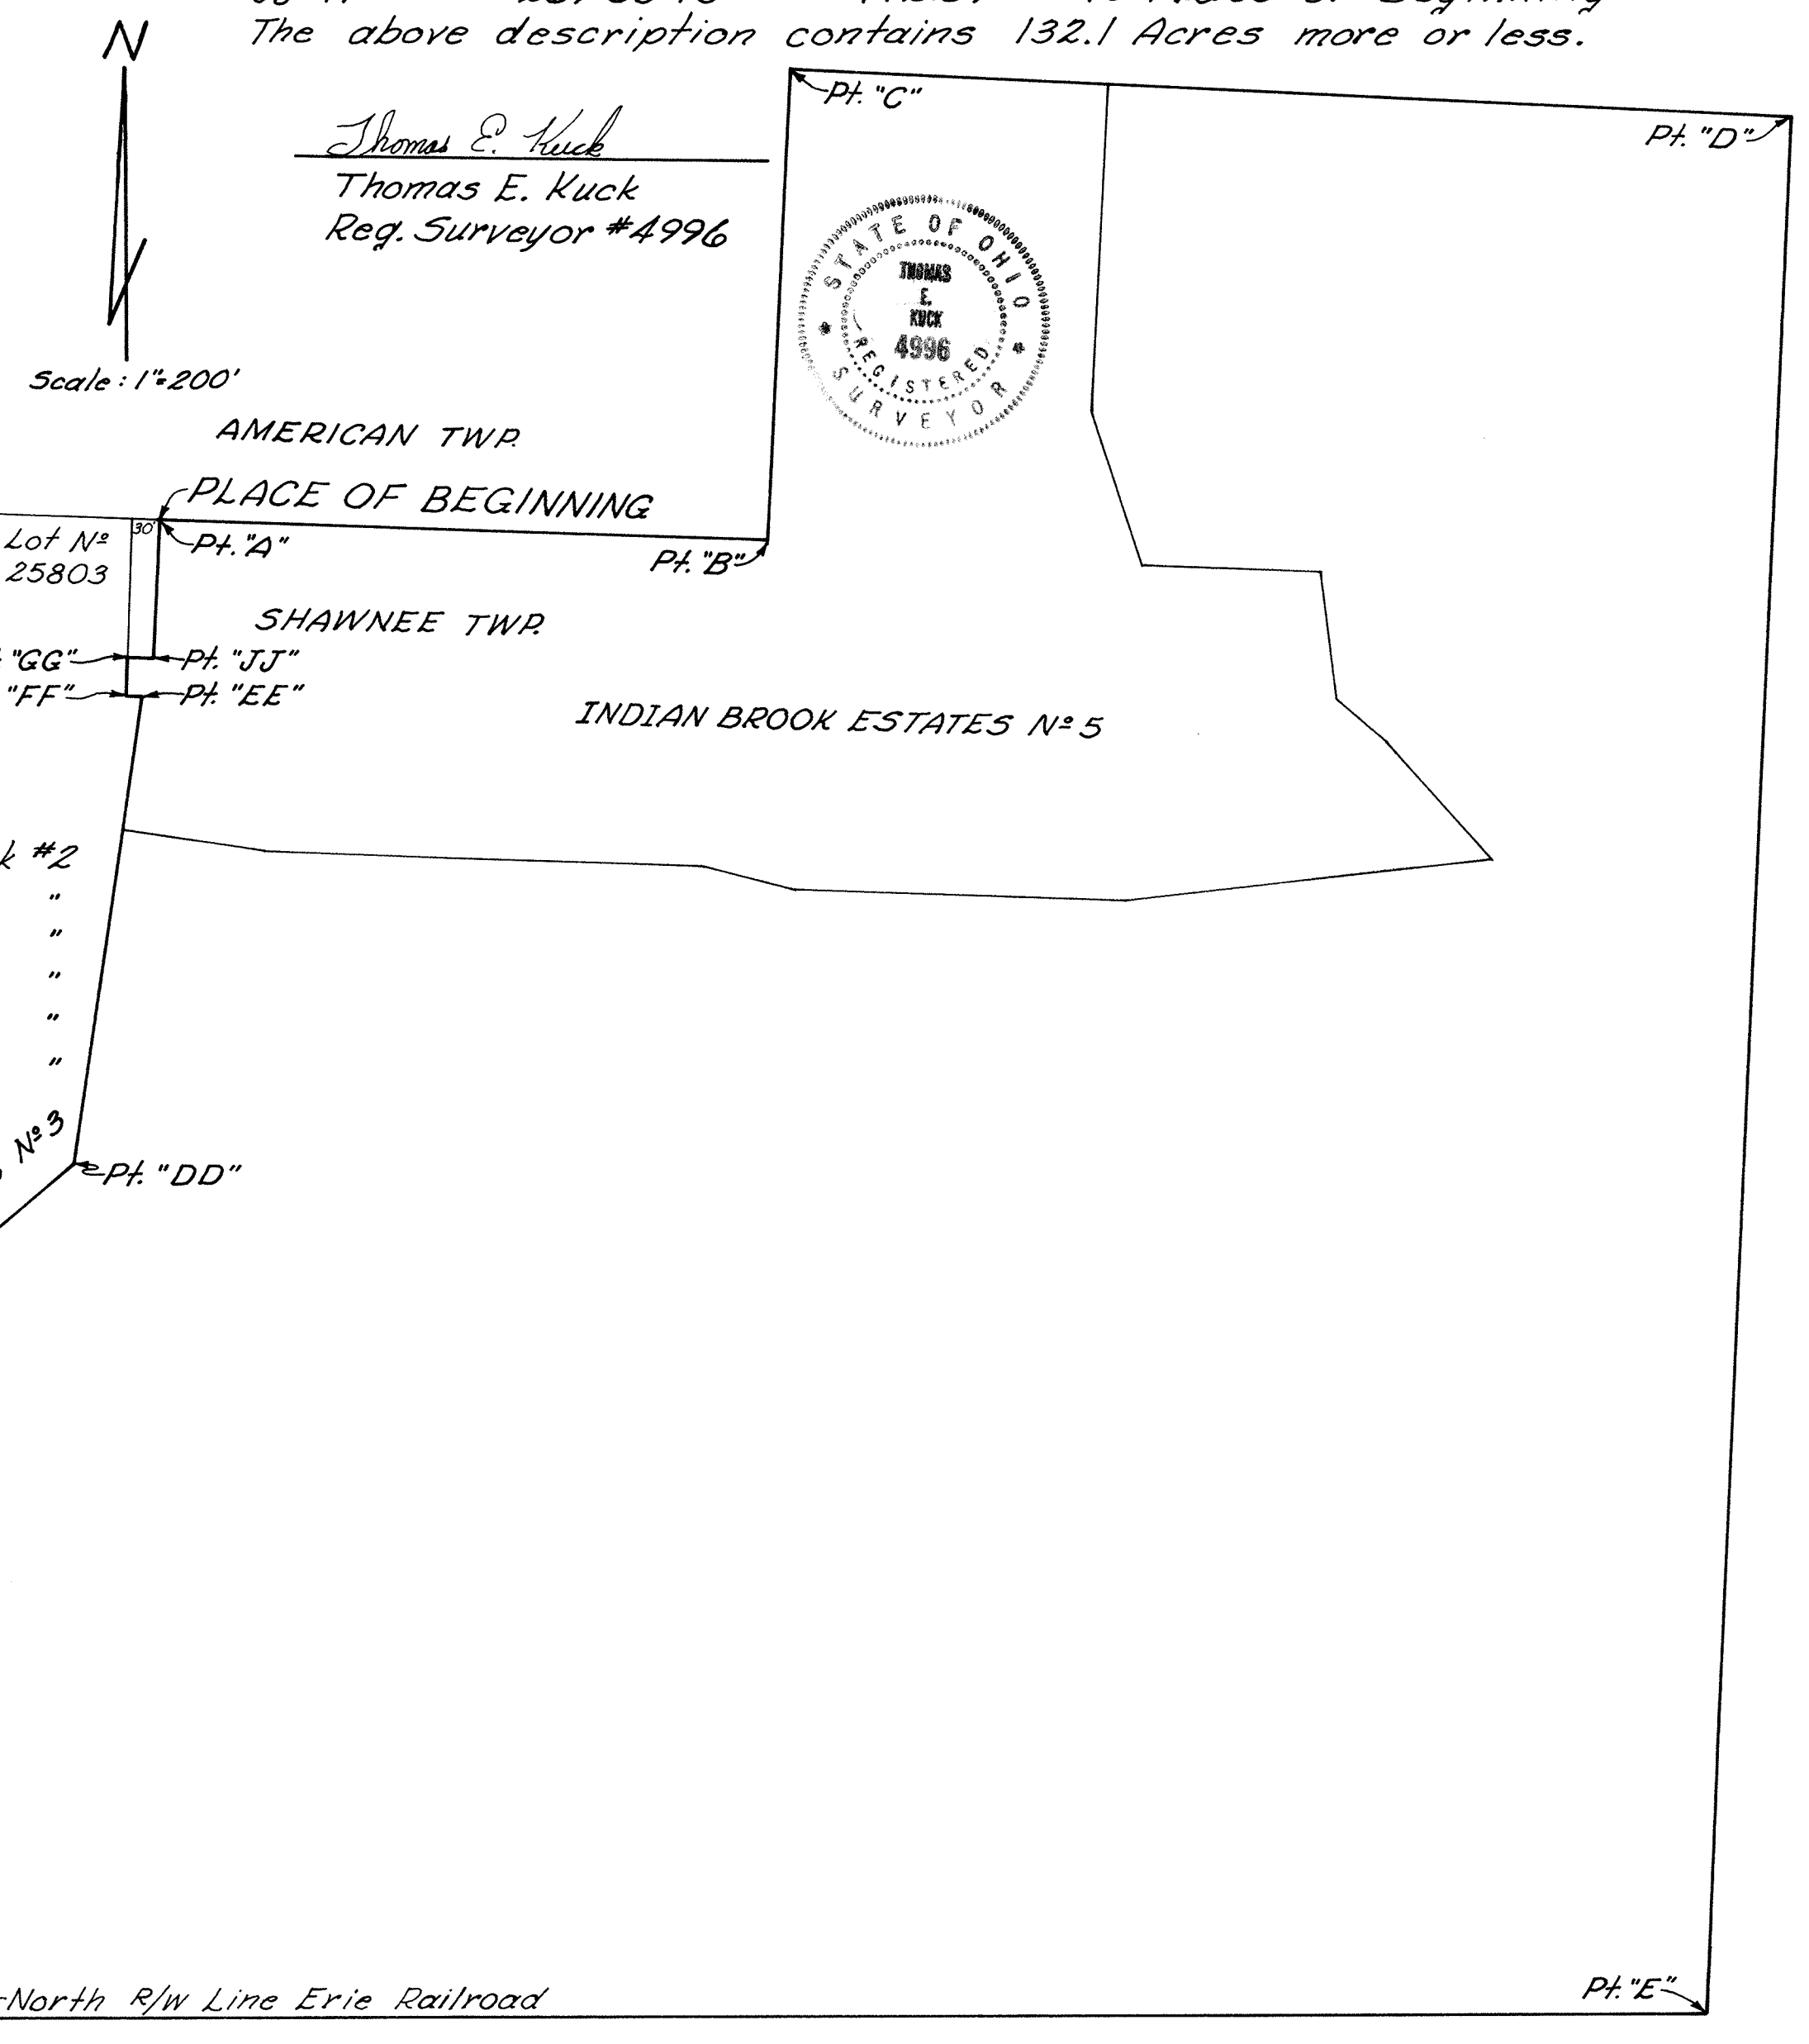 The above description contains 132.1 Acres more or less.
N
Pt. "C"
Pt. "D"
Thomas E. Kuck
Thomas E. Kuck
Reg. Surveyor #4996
STATE OF OHIO
THOMAS
E.
KUCK
4996
REGISTERED
SURVEYOR
Scale: 1"=200'
AMERICAN TWP.
PLACE OF BEGINNING
30'
Lot Nº
25803
Pt. "A"
Pt. "B"
SHAWNEE TWP.
"GG"
Pt. "JJ"
"FF"
Pt. "EE"
INDIAN BROOK ESTATES Nº 5
#2
"
"
"
"
"
Nº 3
Pt. "DD"
North R/W Line Erie Railroad
Pt. "E"